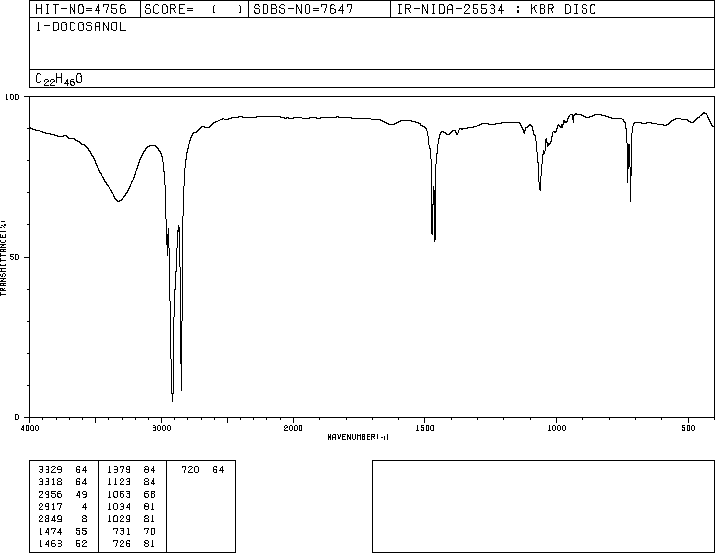 HIT-NO=4756 SCORE= ( ) SDBS-NO=7647 IR-NIDA-25534 : KBR DISC
1-DOCOSANOL
C22H46O
100
TRANSMITTANCE(%)
50
0
4000 3000 2000 1500 1000 500
WAVENUMBER(-1)
3329 64 1379 84 720 64
3318 64 1123 84
2956 49 1063 68
2917 4 1034 81
2849 8 1029 81
1474 55 731 70
1463 52 726 81